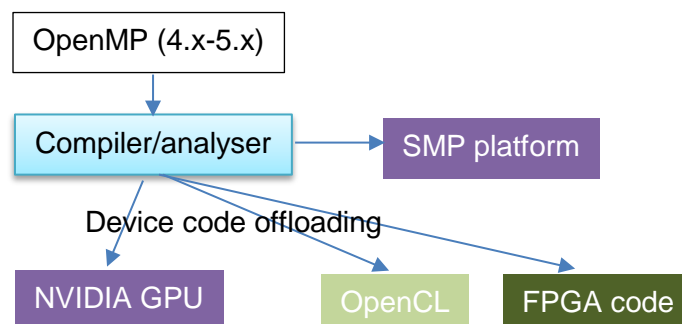 OpenMP (4.x-5.x)
Compiler/analyser
SMP platform
Device code offloading
NVIDIA GPU
OpenCL
FPGA code